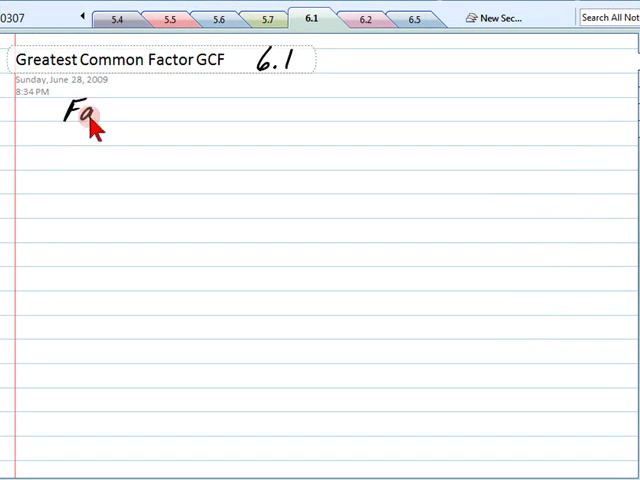 0307 5.4 5.5 5.6 5.7 6.1 6.2 6.5 New Sec... Search All Not
Greatest Common Factor GCF 6.1
Sunday, June 28, 2009
8:34 PM
Fa